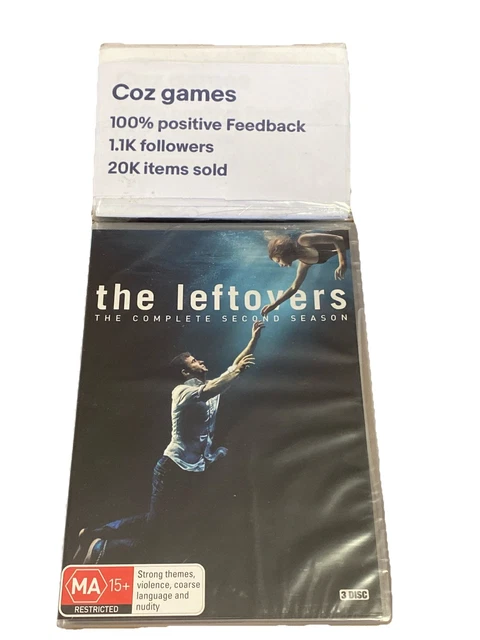 Coz games
100% positive Feedback
1.1K followers
20K items sold
the leftovers
THE COMPLETE SECOND SEASON
MA 15+
RESTRICTED
Strong themes,
violence, coarse
language and
nudity
3 DISC